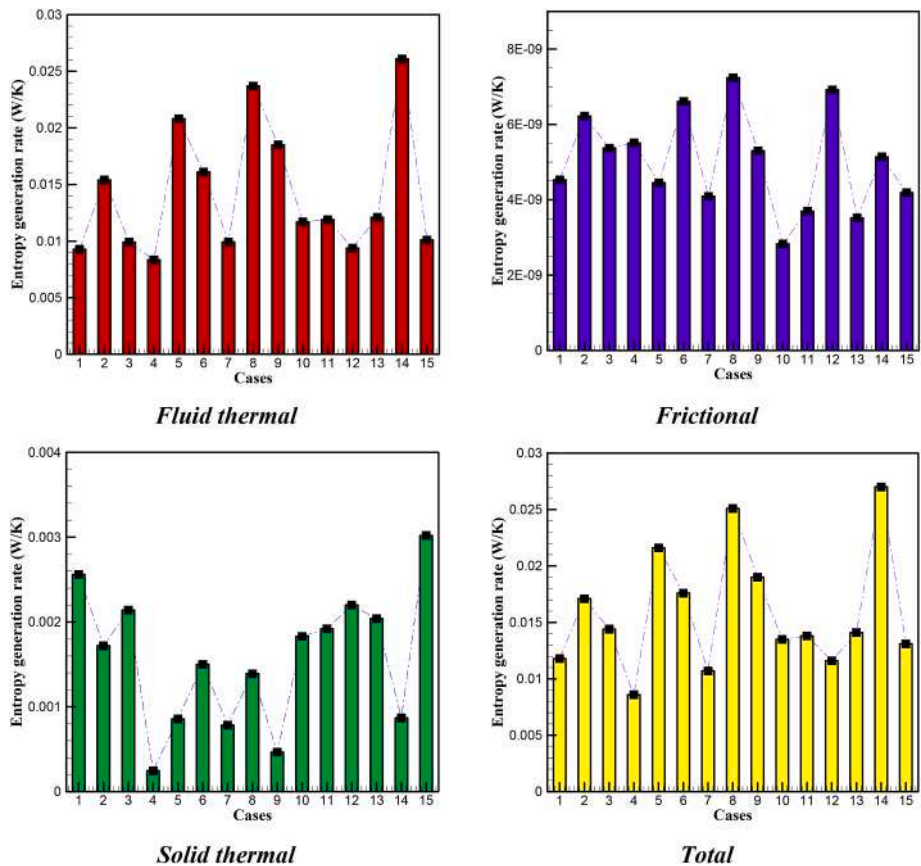 Entropy generation rate (W/K)
0.03
0.025
0.02
0.015
0.01
0.005
0
1 2 3 4 5 6 7 8 9 10 11 12 13 14 15
Cases
Fluid thermal
Entropy generation rate (W/K)
8E-09
6E-09
4E-09
2E-09
0
1 2 3 4 5 6 7 8 9 10 11 12 13 14 15
Cases
Frictional
Entropy generation rate (W/K)
0.004
0.003
0.002
0.001
0
1 2 3 4 5 6 7 8 9 10 11 12 13 14 15
Cases
Solid thermal
Entropy generation rate (W/K)
0.03
0.025
0.02
0.015
0.01
0.005
0
1 2 3 4 5 6 7 8 9 10 11 12 13 14 15
Cases
Total